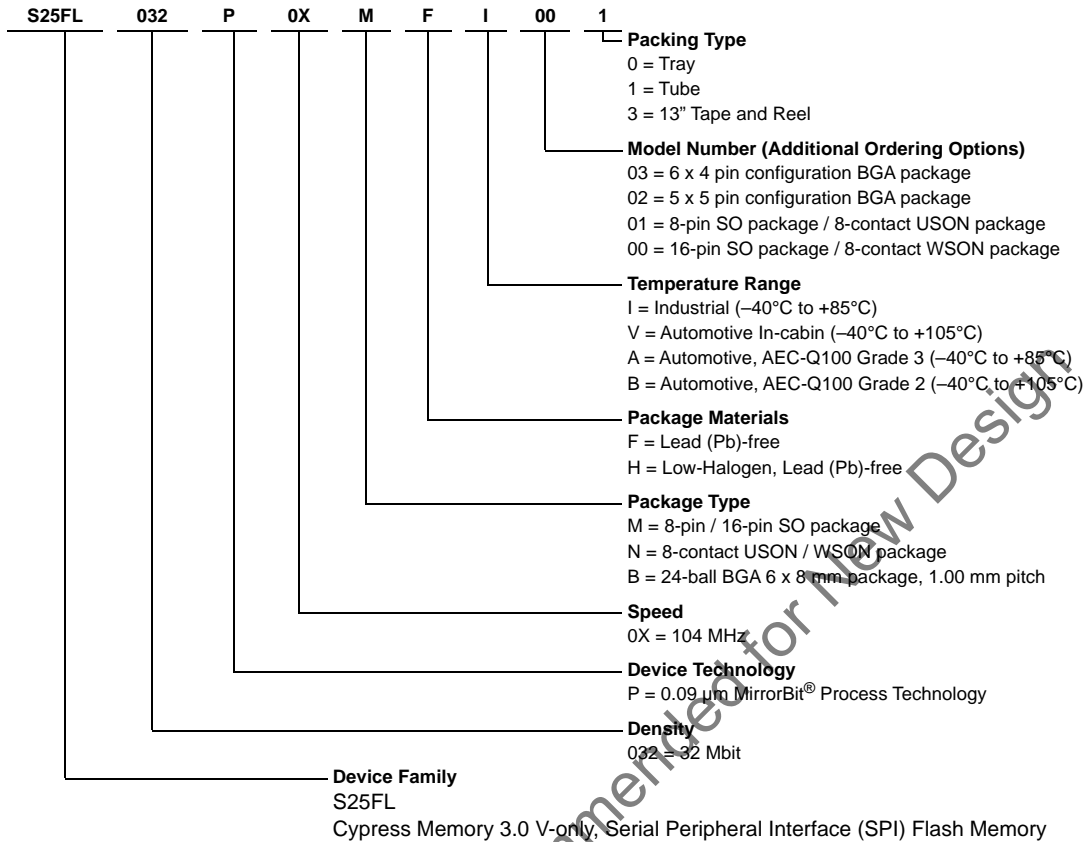 S25FL 032 P 0X M F I 00 1
Packing Type
0 = Tray
1 = Tube
3 = 13” Tape and Reel
Model Number (Additional Ordering Options)
03 = 6 x 4 pin configuration BGA package
02 = 5 x 5 pin configuration BGA package
01 = 8-pin SO package / 8-contact USON package
00 = 16-pin SO package / 8-contact WSON package
Temperature Range
I = Industrial (–40°C to +85°C)
V = Automotive In-cabin (–40°C to +105°C)
A = Automotive, AEC-Q100 Grade 3 (–40°C to +85°C)
B = Automotive, AEC-Q100 Grade 2 (–40°C to +105°C)
Package Materials
F = Lead (Pb)-free
H = Low-Halogen, Lead (Pb)-free
Package Type
M = 8-pin / 16-pin SO package
N = 8-contact USON / WSON package
B = 24-ball BGA 6 x 8 mm package, 1.00 mm pitch
Speed
0X = 104 MHz
Device Technology
P = 0.09 µm MirrorBit® Process Technology
Density
032 = 32 Mbit
Device Family
S25FL
Cypress Memory 3.0 V-only, Serial Peripheral Interface (SPI) Flash Memory
mmended for New Design